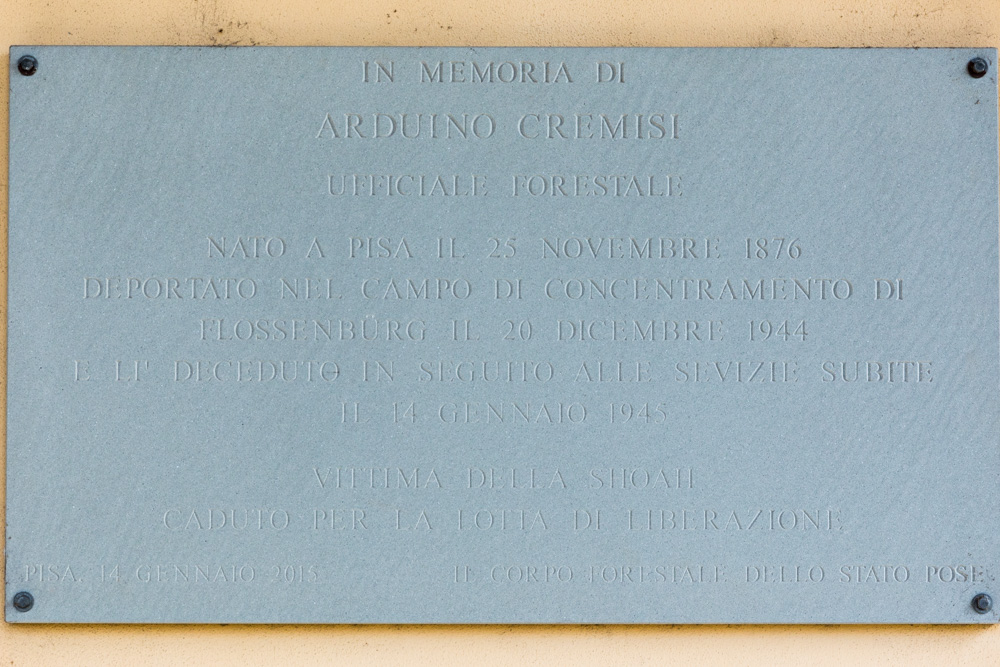 IN MEMORIA DI
ARDUINO CREMISI
UFFICIALE FORESTALE
NATO A PISA IL 25 NOVEMBRE 1876
DEPORTATO NEL CAMPO DI CONCENTRAMENTO DI
FLOSSENBÜRG IL 20 DICEMBRE 1944
E LI' DECEDUTO IN SEGUITO ALLE SEVIZIE SUBITE
IL 14 GENNAIO 1945
VITTIMA DELLA SHOAH
CADUTO PER LA LOTTA DI LIBERAZIONE
PISA, 14 GENNAIO 2015 IL CORPO FORESTALE DELLO STATO POSE